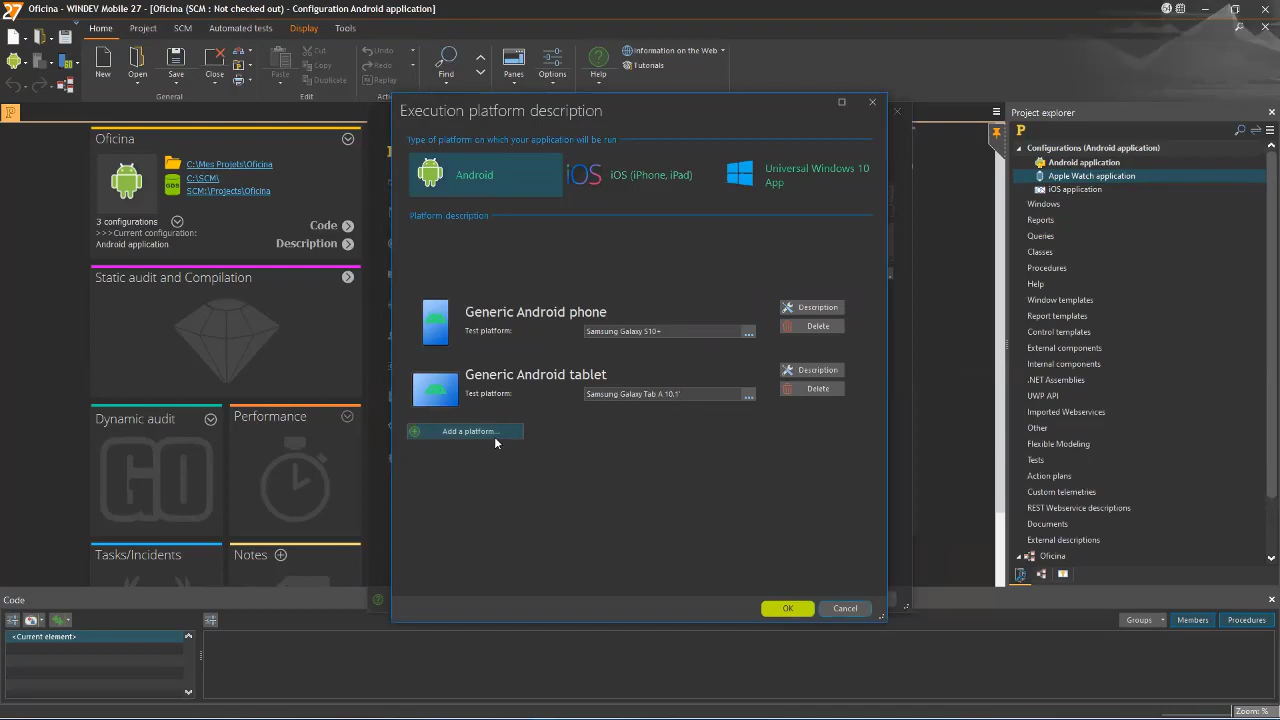 27 Oficina - WINDEV Mobile 27 - [Oficina (SCM : Not checked out) - Configuration Android application]
Home Project SCM Automated tests Display Tools
New Open Save Close Paste Cut Copy Duplicate Undo Redo Replay Find Panes Options Help Information on the Web Tutorials
General Edit
Oficina
C:\Mes Projets\Oficina
C:\SCM\
SCM:\Projects\Oficina
3 configurations
>>>Current configuration:
Android application
Code
Description
Static audit and Compilation
Dynamic audit
GO
Performance
Tasks/Incidents
Notes
Execution platform description
Type of platform on which your application will be run
Android
iOS iOS (iPhone, iPad)
Universal Windows 10
App
Platform description
Generic Android phone
Test platform: Samsung Galaxy S10+ ...
Description
Delete
Generic Android tablet
Test platform: Samsung Galaxy Tab A 10.1' ...
Description
Delete
Add a platform...
OK Cancel
Project explorer
Configurations (Android application)
Android application
Apple Watch application
iOS application
Windows
Reports
Queries
Classes
Procedures
Help
Window templates
Report templates
Control templates
External components
Internal components
.NET Assemblies
UWP API
Imported Webservices
Other
Flexible Modeling
Tests
Action plans
Custom telemetries
REST Webservice descriptions
Documents
External descriptions
Oficina
Code
<Current element>
Groups Members Procedures
Zoom: %